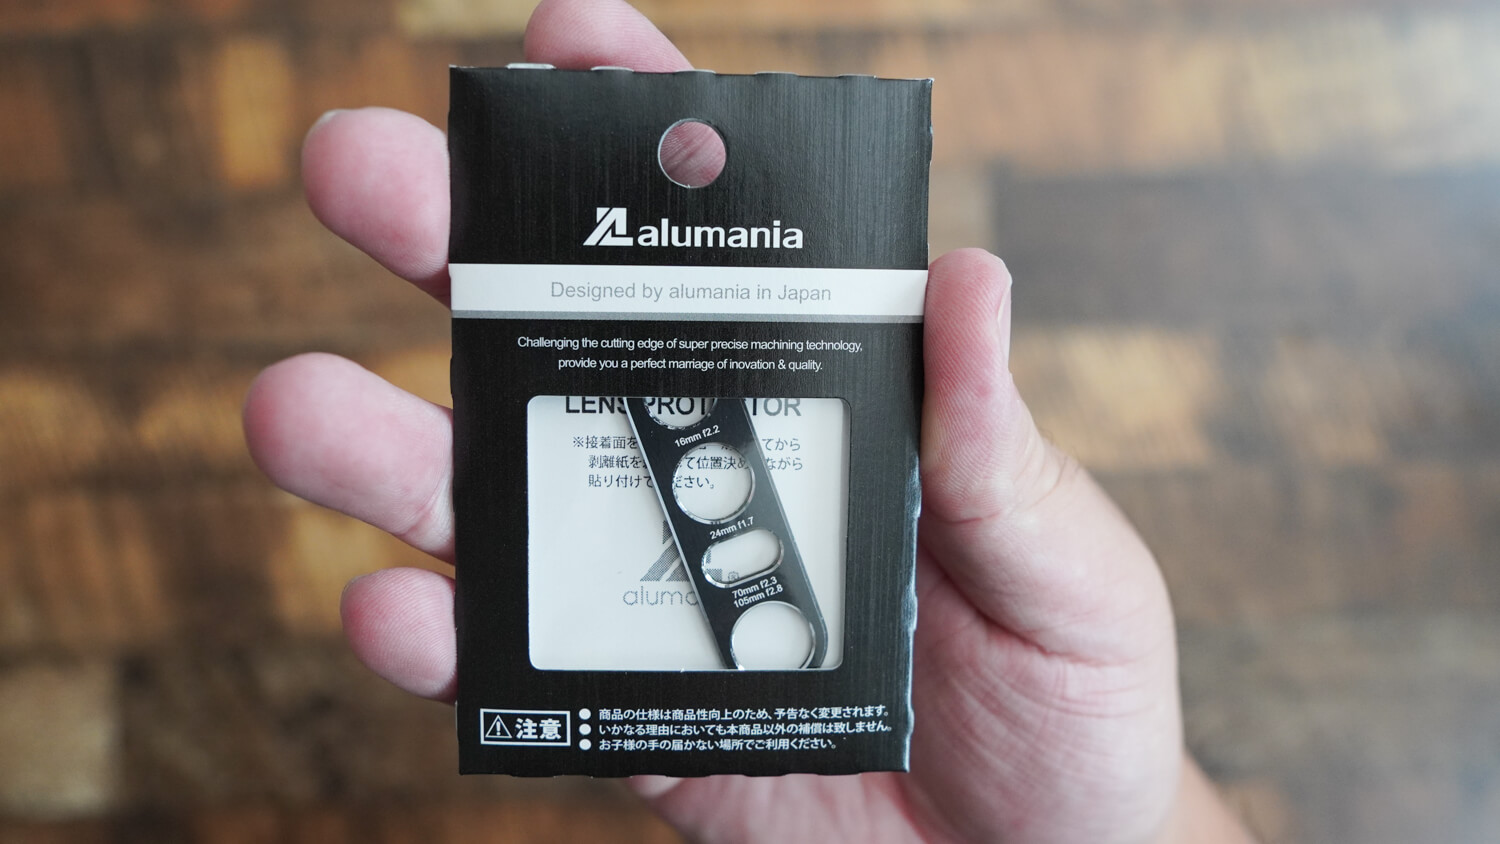 alumania
Designed by alumania in Japan
Challenging the cutting edge of super precise machining technology,
provide you a perfect marriage of inovation & quality.
LENS PROT TOR
16mm f2.2
※接着面を てから
剥離紙を て位置決め ながら
貼り付けて ださい。
24mm f1.7
70mm f2.3
105mm f2.8
alum
注意
● 商品の仕様は商品性向上のため、予告なく変更されます。
● いかなる理由においても本商品以外の補償は致しません。
● お子様の手の届かない場所でご利用ください。